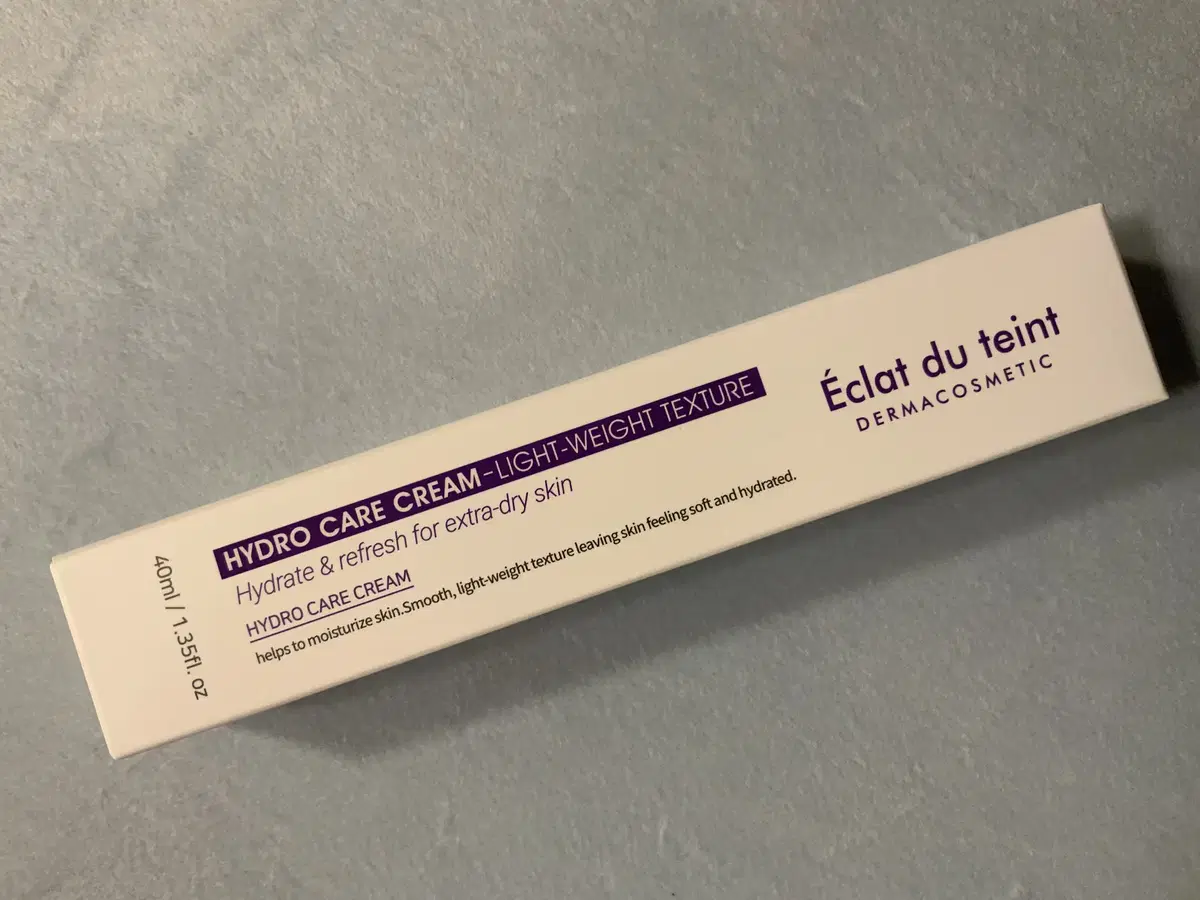 Éclat du teint
DERMACOSMETIC
HYDRO CARE CREAM-LIGHT-WEIGHT TEXTURE
Hydrate & refresh for extra-dry skin
HYDRO CARE CREAM
helps to moisturize skin.Smooth, light-weight texture leaving skin feeling soft and hydrated.
40ml / 1.35fl. oz